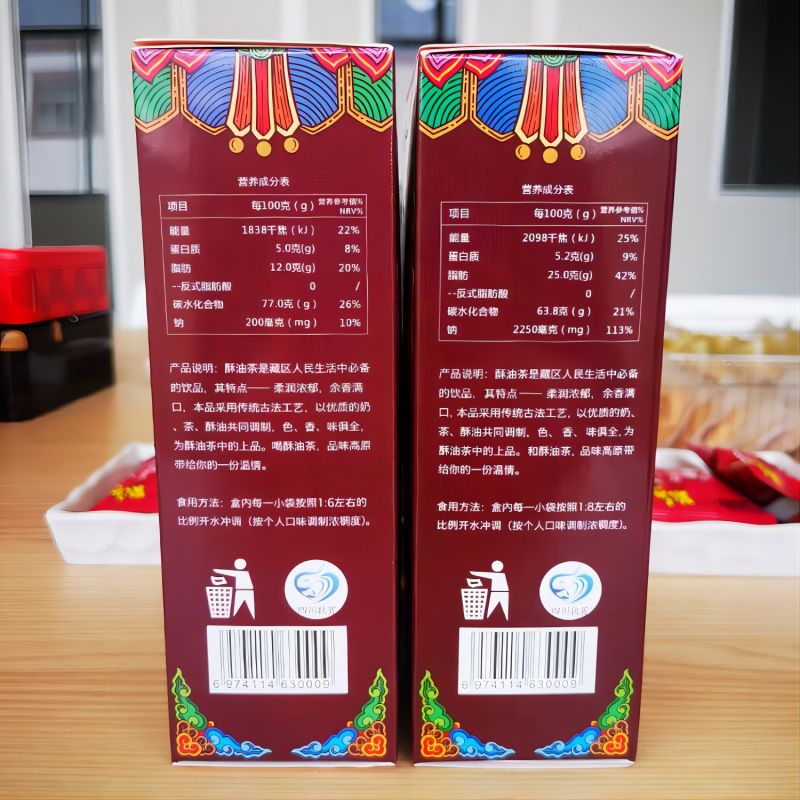 营养成分表
项目 每100克（g） 营养参考值% NRV%
能量 1838千焦（kJ） 22%
蛋白质 5.0克(g) 8%
脂肪 12.0克(g) 20%
--反式脂肪酸 0 /
碳水化合物 77.0克（g） 26%
钠 200毫克（mg） 10%
产品说明：酥油茶是藏区人民生活中必备
的饮品，其特点——柔润浓郁，余香满
口，本品采用传统古法工艺，以优质的奶
、茶、酥油共同调制，色、香、味俱全，
为酥油茶中的上品。喝酥油茶，品味高原
带给你的一份温情。
食用方法：盒内每一小袋按照1:6左右的
比例开水冲调（按个人口味调制浓稠度）。
四川扶贫
6 974114 630009
营养成分表
项目 每100克（g） 营养参考值% NRV%
能量 2098千焦（kJ） 25%
蛋白质 5.2克(g) 9%
脂肪 25.0克(g) 42%
--反式脂肪酸 0 /
碳水化合物 63.8克（g） 21%
钠 2250毫克（mg） 113%
产品说明：酥油茶是藏区人民生活中必备
的饮品，其特点——柔润浓郁，余香满
口，本品采用传统古法工艺，以优质的奶、
茶、酥油共同调制，色、香、味俱全，为
酥油茶中的上品。和酥油茶，品味高原带
给你的一份温情。
食用方法：盒内每一小袋按照1:8左右的
比例开水冲调（按个人口味调制浓稠度）。
四川扶贫
6 974114 630009